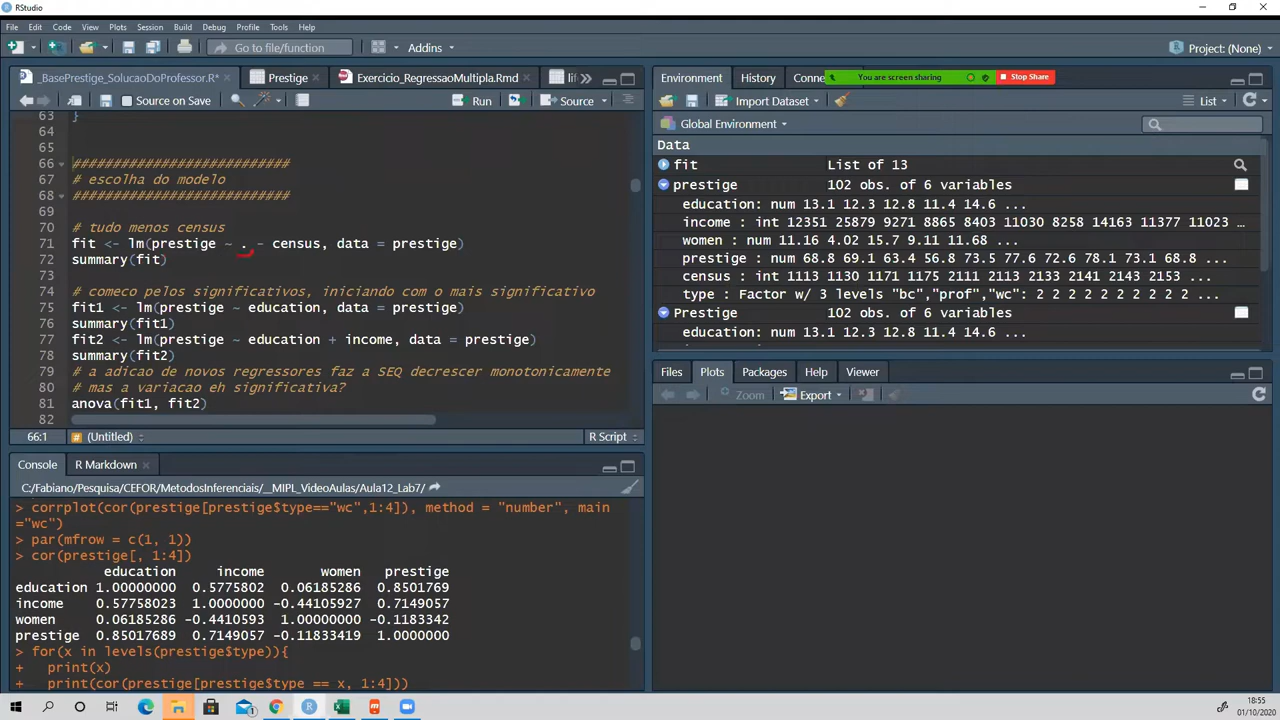 RStudio
File Edit Code View Plots Session Build Debug Profile Tools Help
Go to file/function Addins Project: (None)
_BasePrestige_SolucaoDoProfessor.R* Prestige Exercicio_RegressaoMultipla.Rmd
Source on Save Run Source
63 }
64
65
66 ###########################
67 # escolha do modelo
68 ###########################
69
70 # tudo menos census
71 fit <- lm(prestige ~ . - census, data = prestige)
72 summary(fit)
73
74 # comeco pelos significativos, iniciando com o mais significativo
75 fit1 <- lm(prestige ~ education, data = prestige)
76 summary(fit1)
77 fit2 <- lm(prestige ~ education + income, data = prestige)
78 summary(fit2)
79 # a adicao de novos regressores faz a SEQ decrescer monotonicamente
80 # mas a variacao eh significativa?
81 anova(fit1, fit2)
82
66:1 (Untitled) R Script
Console R Markdown
C:/Fabiano/Pesquisa/CEFOR/MetodosInferenciais/__MIPL_VideoAulas/Aula12_Lab7/
> corrplot(cor(prestige[prestige$type=="wc",1:4]), method = "number", main
="wc")
> par(mfrow = c(1, 1))
> cor(prestige[, 1:4])
education income women prestige
education 1.00000000 0.5775802 0.06185286 0.8501769
income 0.57758023 1.0000000 -0.44105927 0.7149057
women 0.06185286 -0.4410593 1.00000000 -0.1183342
prestige 0.85017689 0.7149057 -0.11833419 1.0000000
> for(x in levels(prestige$type)){
+ print(x)
+ print(cor(prestige[prestige$type == x, 1:4]))
Environment History Conne
You are screen sharing Stop Share
Import Dataset List
Global Environment
Data
fit List of 13
prestige 102 obs. of 6 variables
education: num 13.1 12.3 12.8 11.4 14.6 ...
income : int 12351 25879 9271 8865 8403 11030 8258 14163 11377 11023 …
women : num 11.16 4.02 15.7 9.11 11.68 ...
prestige : num 68.8 69.1 63.4 56.8 73.5 77.6 72.6 78.1 73.1 68.8 ...
census : int 1113 1130 1171 1175 2111 2113 2133 2141 2143 2153 ...
type : Factor w/ 3 levels "bc","prof","wc": 2 2 2 2 2 2 2 2 2 2 ...
Prestige 102 obs. of 6 variables
education: num 13.1 12.3 12.8 11.4 14.6 ...
Files Plots Packages Help Viewer
Zoom Export
18:55
01/10/2020